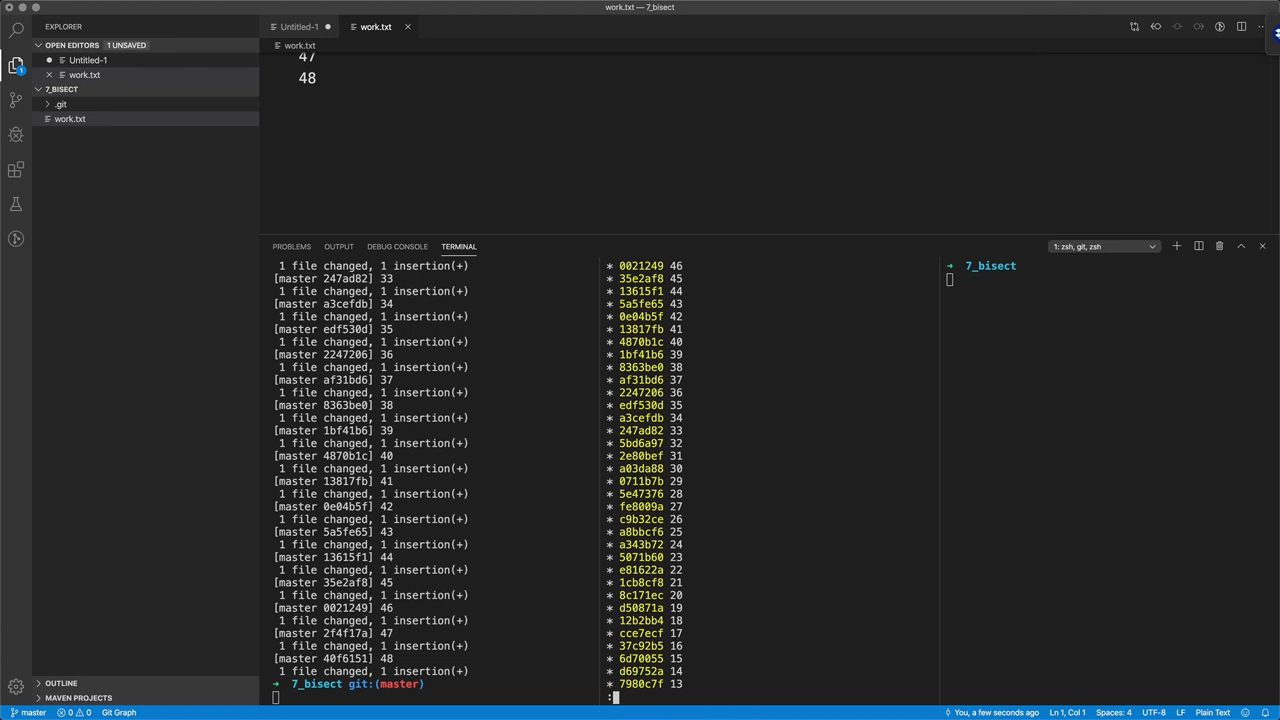 work.txt — 7_bisect
EXPLORER
OPEN EDITORS 1 UNSAVED
Untitled-1
work.txt
7_BISECT
.git
work.txt
OUTLINE
MAVEN PROJECTS
1
Untitled-1 work.txt
work.txt
47
48
PROBLEMS OUTPUT DEBUG CONSOLE TERMINAL 1: zsh, git, zsh
1 file changed, 1 insertion(+)
[master 247ad82] 33
1 file changed, 1 insertion(+)
[master a3cefdb] 34
1 file changed, 1 insertion(+)
[master edf530d] 35
1 file changed, 1 insertion(+)
[master 2247206] 36
1 file changed, 1 insertion(+)
[master af31bd6] 37
1 file changed, 1 insertion(+)
[master 8363be0] 38
1 file changed, 1 insertion(+)
[master 1bf41b6] 39
1 file changed, 1 insertion(+)
[master 4870b1c] 40
1 file changed, 1 insertion(+)
[master 13817fb] 41
1 file changed, 1 insertion(+)
[master 0e04b5f] 42
1 file changed, 1 insertion(+)
[master 5a5fe65] 43
1 file changed, 1 insertion(+)
[master 13615f1] 44
1 file changed, 1 insertion(+)
[master 35e2af8] 45
1 file changed, 1 insertion(+)
[master 0021249] 46
1 file changed, 1 insertion(+)
[master 2f4f17a] 47
1 file changed, 1 insertion(+)
[master 40f6151] 48
1 file changed, 1 insertion(+)
➜ 7_bisect git:(master)
* 0021249 46
* 35e2af8 45
* 13615f1 44
* 5a5fe65 43
* 0e04b5f 42
* 13817fb 41
* 4870b1c 40
* 1bf41b6 39
* 8363be0 38
* af31bd6 37
* 2247206 36
* edf530d 35
* a3cefdb 34
* 247ad82 33
* 5bd6a97 32
* 2e80bef 31
* a03da88 30
* 0711b7b 29
* 5e47376 28
* fe8009a 27
* c9b32ce 26
* a8bbcf6 25
* a343b72 24
* 5071b60 23
* e81622a 22
* 1cb8cf8 21
* 8c171ec 20
* d50871a 19
* 12b2bb4 18
* cce7ecf 17
* 37c92b5 16
* 6d70055 15
* d69752a 14
* 7980c7f 13
:
➜ 7_bisect
master 0 0 Git Graph You, a few seconds ago Ln 1, Col 1 Spaces: 4 UTF-8 LF Plain Text